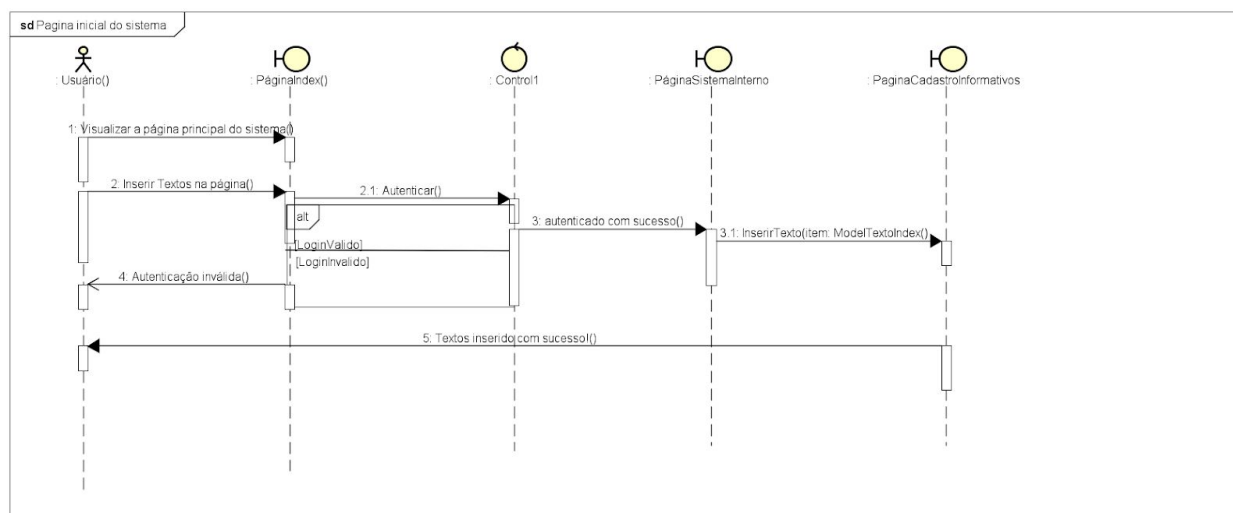 sd Pagina inicial do sistema
: Usuário()
: PáginaIndex()
: Control1
: PáginaSistemaInterno
: PaginaCadastroInformativos
1: Visualizar a página principal do sistema()
2: Inserir Textos na página()
2.1: Autenticar()
alt
3: autenticado com sucesso()
3.1: InserirTexto(item: ModelTextoIndex()
[LoginValido]
[LoginInvalido]
4: Autenticação inválida()
5: Textos inserido com sucesso!()